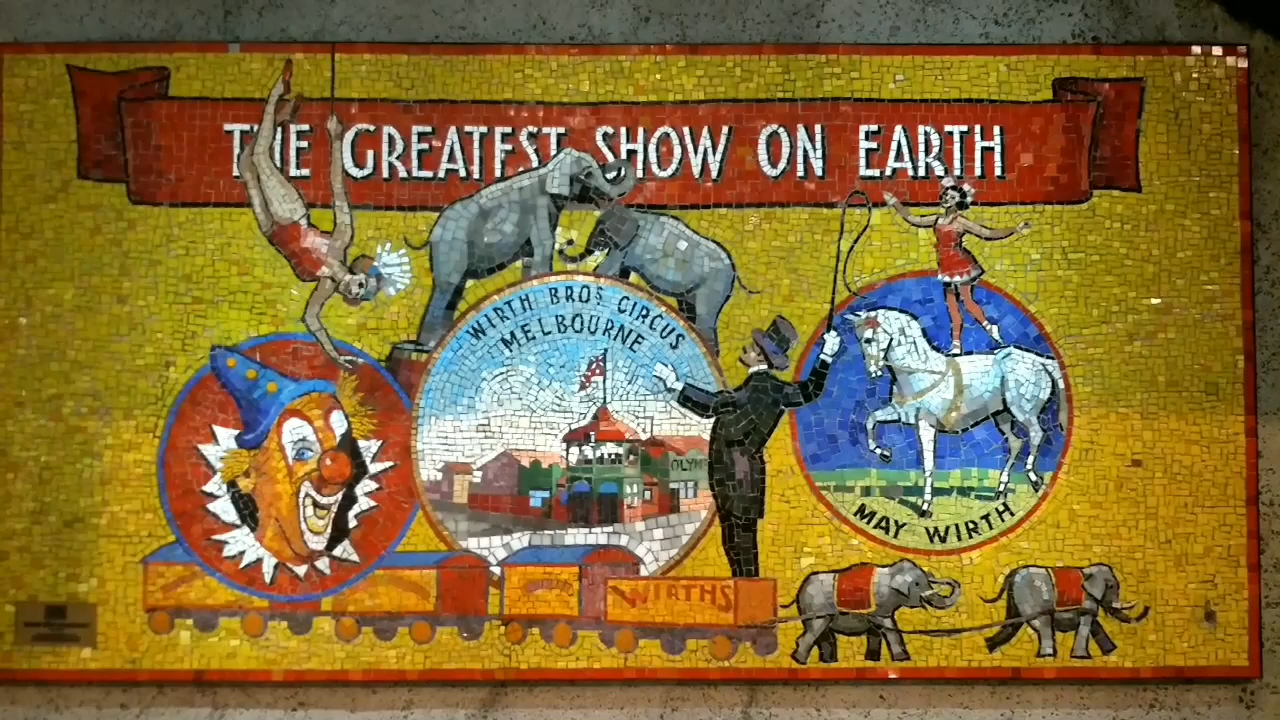 THE GREATEST SHOW ON EARTH
WIRTH BROS CIRCUS
MELBOURNE
MAY WIRTH
WIRTHS